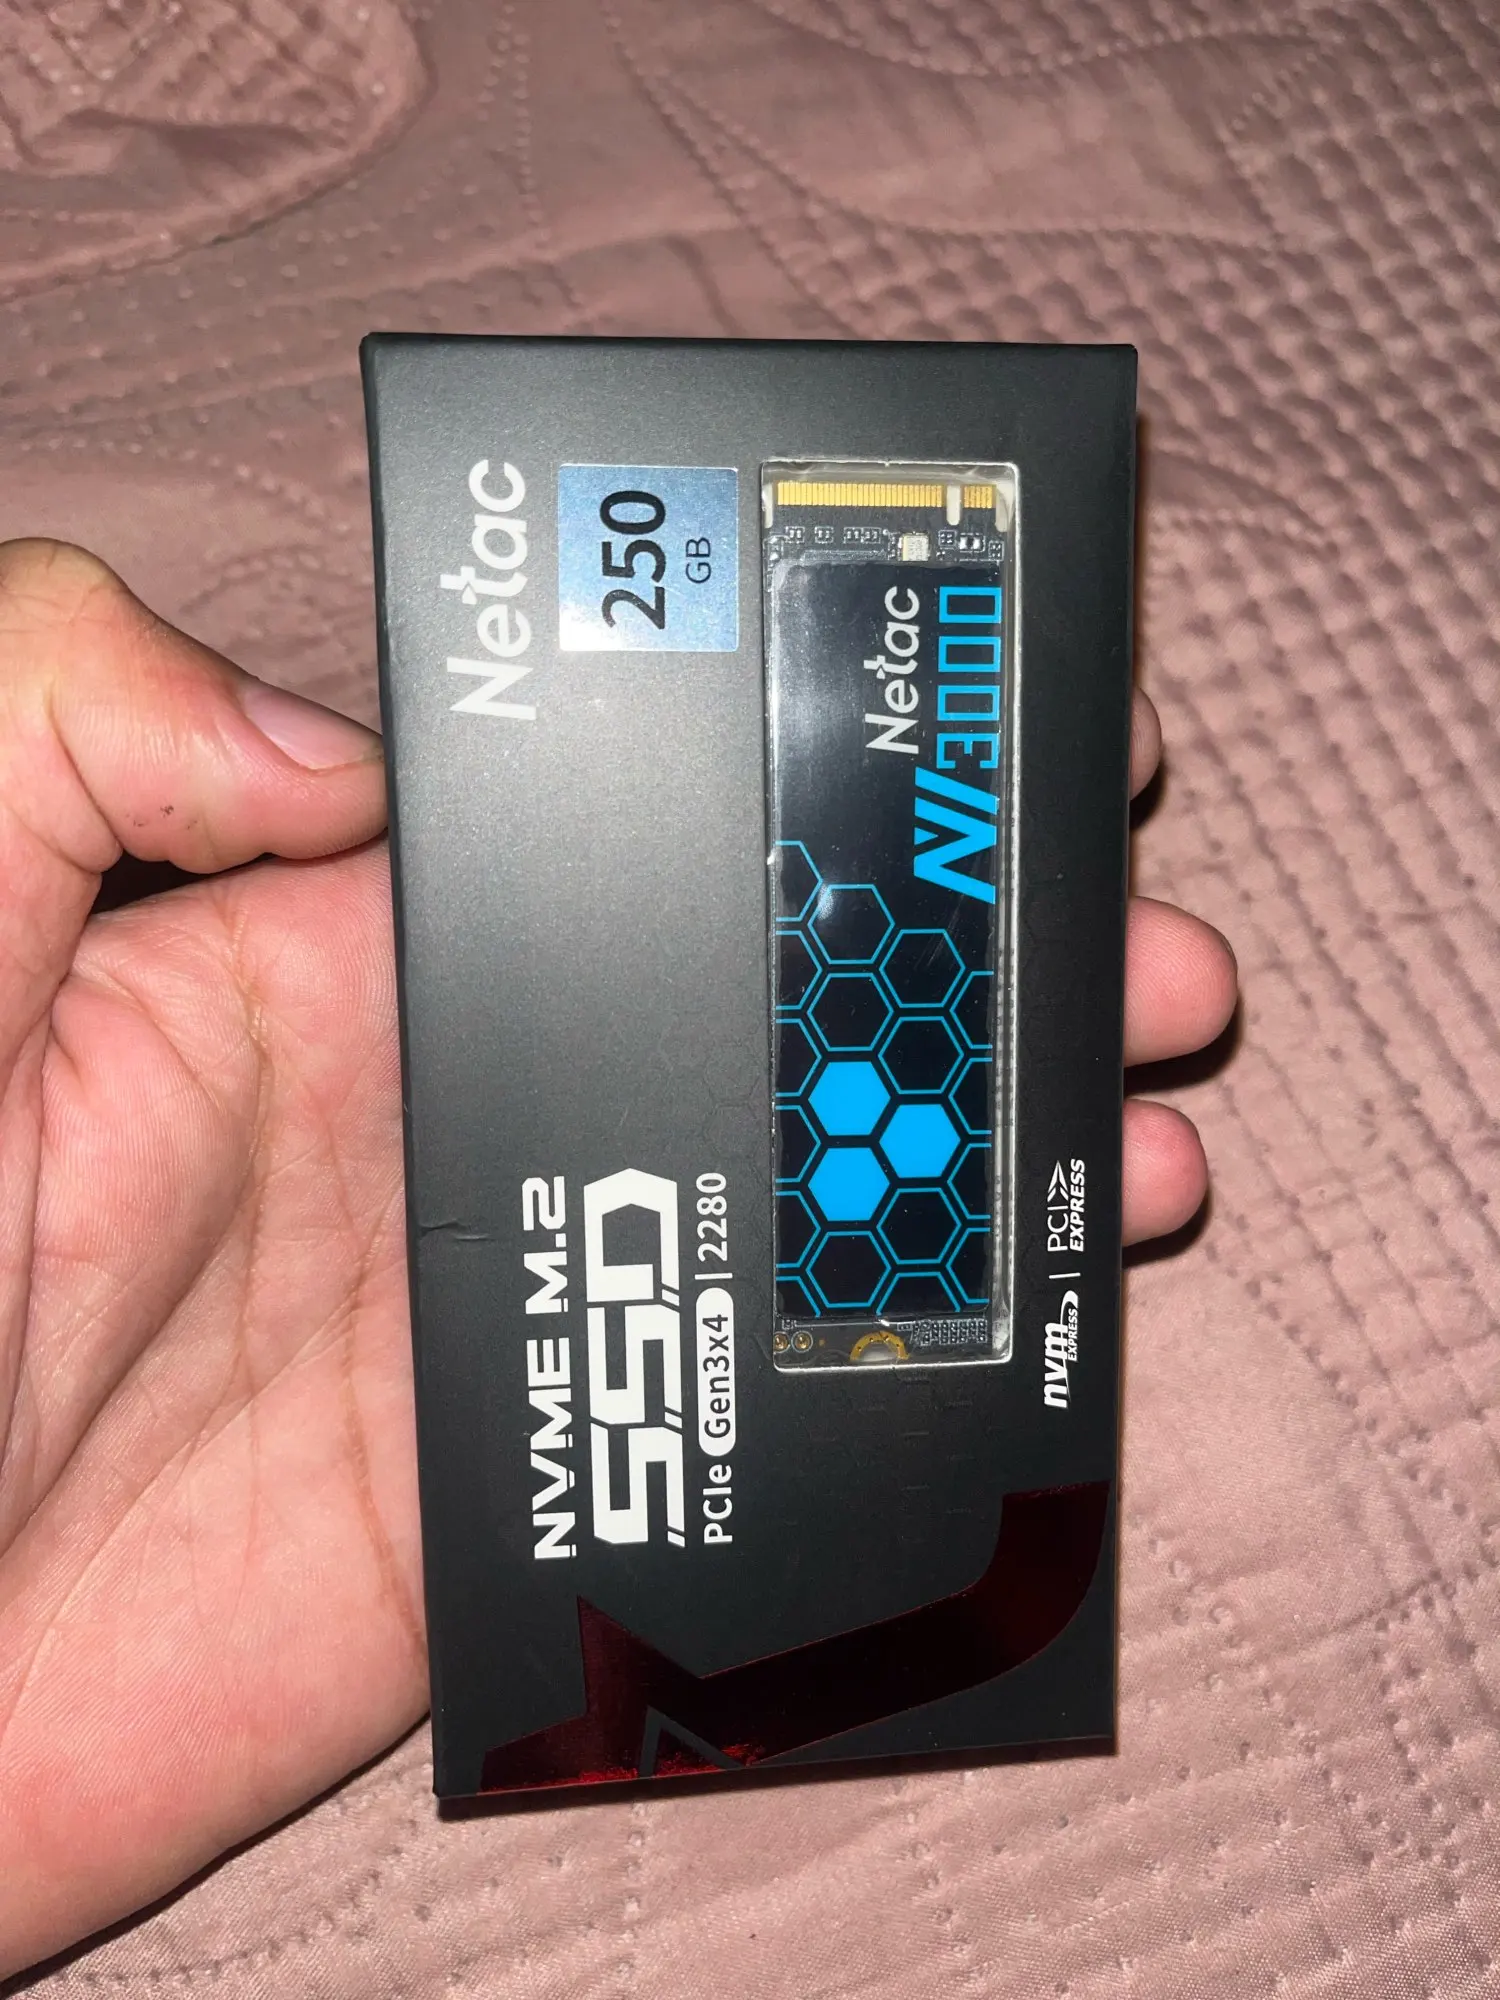 Netac
250
GB
Netac
NV3000
NVME M.2
SSD
PCIe Gen3x4 | 2280
nvm EXPRESS | PCI EXPRESS